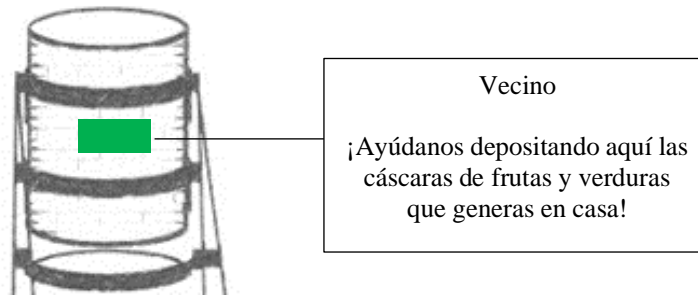 Vecino
¡Ayúdanos depositando aquí las
cáscaras de frutas y verduras
que generas en casa!